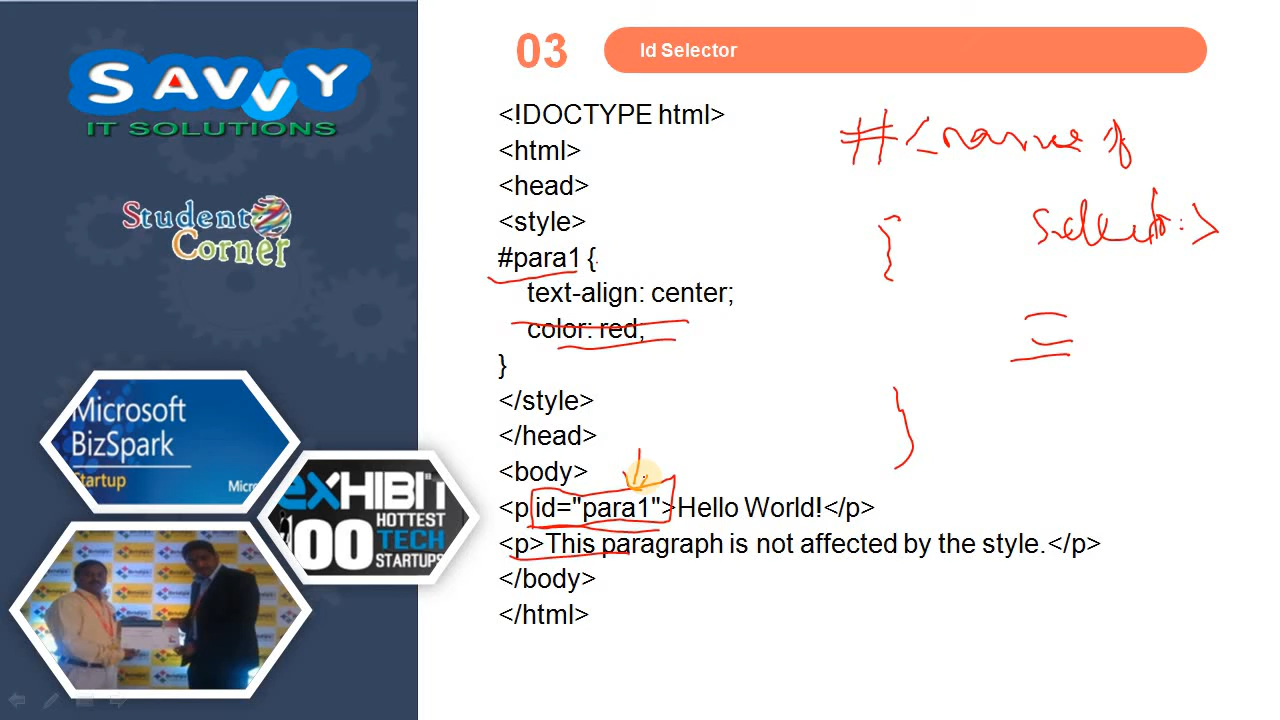 SAVVY
IT SOLUTIONS
Student
Corner
Microsoft
BizSpark
Startup
Micros
eXHIBIT
100 HOTTEST
TECH
STARTUPS
03
Id Selector
<!DOCTYPE html>
<html>
<head>
<style>
#para1 {
text-align: center;
color: red;
}
</style>
</head>
<body>
<p id="para1">Hello World!</p>
<p>This paragraph is not affected by the style.</p>
</body>
</html>
# <name of
selector>
{
}